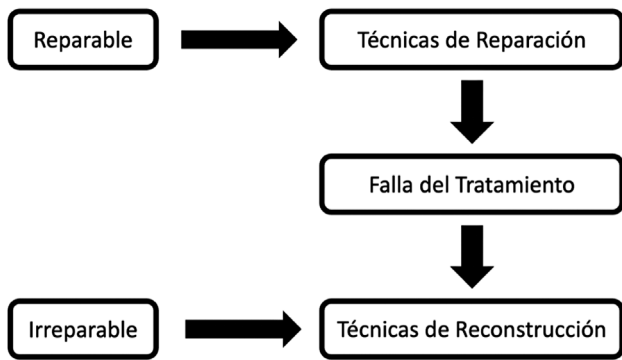 Reparable
Técnicas de Reparación
Falla del Tratamiento
Irreparable
Técnicas de Reconstrucción